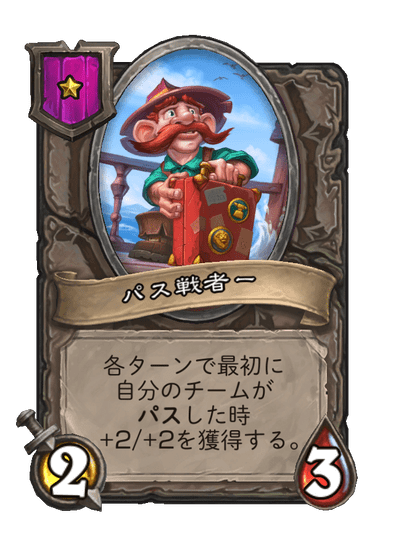 パス戦者ー
各ターンで最初に
自分のチームが
パスした時
+2/+2を獲得する。
2
3